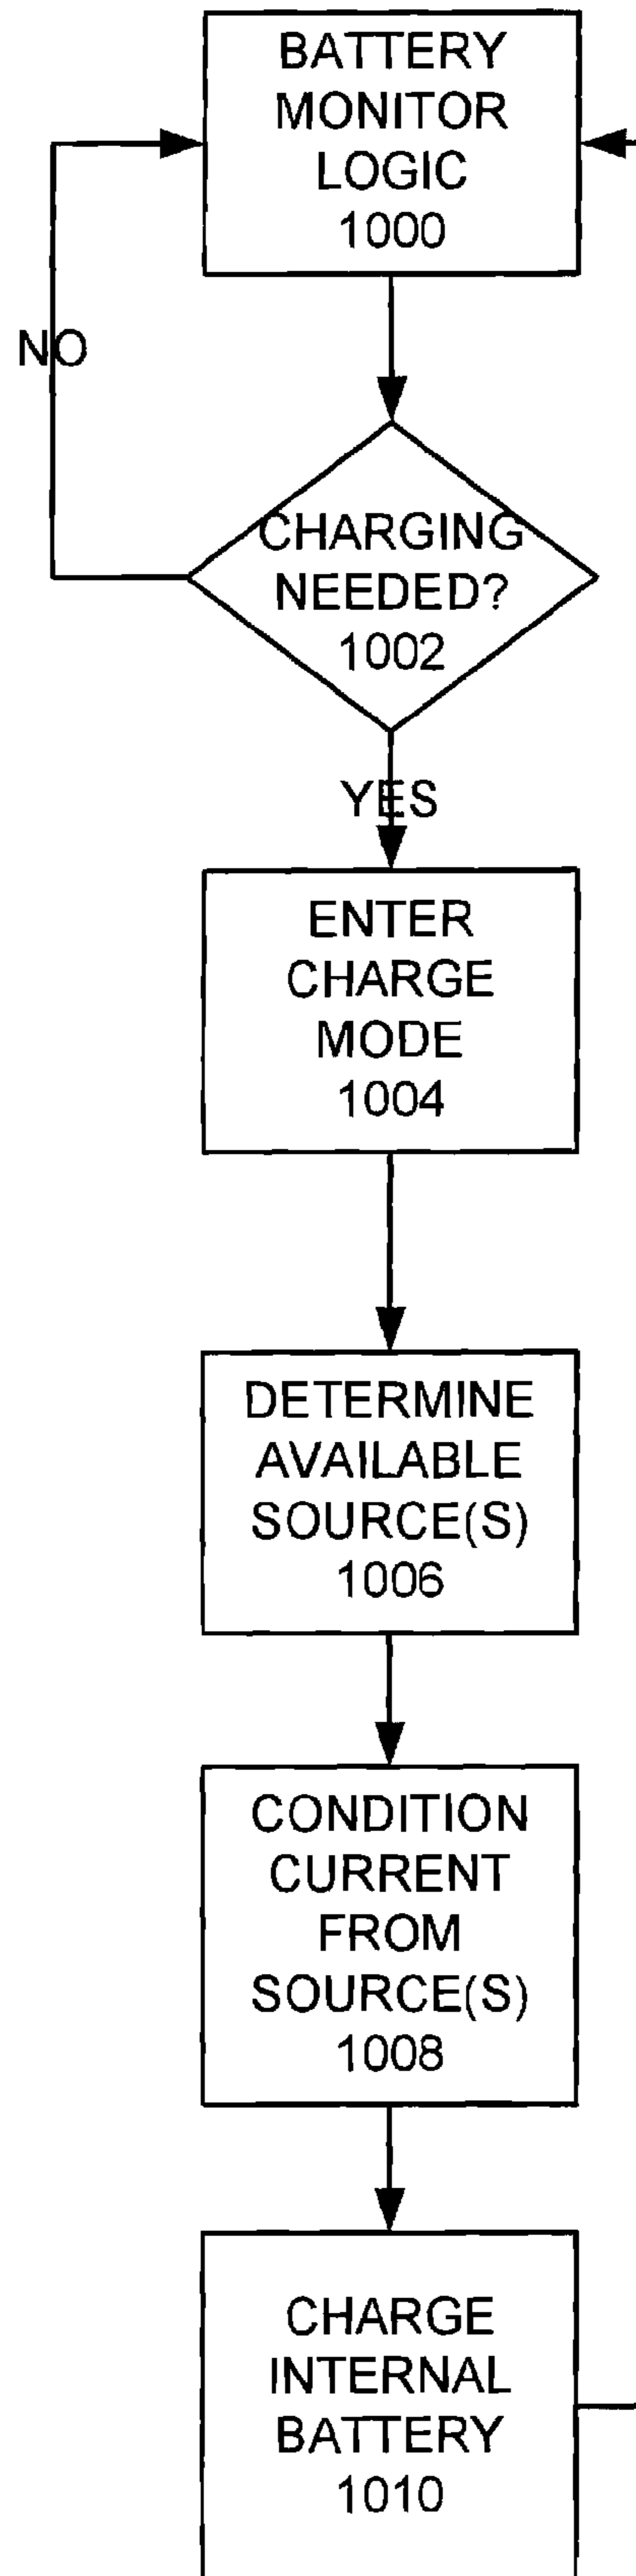 BATTERY
MONITOR
LOGIC
1000
NO
CHARGING
NEEDED?
1002
YES
ENTER
CHARGE
MODE
1004
DETERMINE
AVAILABLE
SOURCE(S)
1006
CONDITION
CURRENT
FROM
SOURCE(S)
1008
CHARGE
INTERNAL
BATTERY
1010